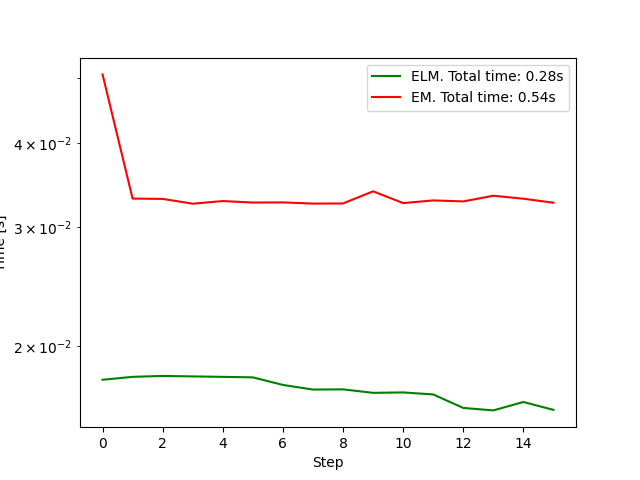 ELM. Total time: 0.28s
EM. Total time: 0.54s
4 × 10⁻²
3 × 10⁻²
2 × 10⁻²
0 2 4 6 8 10 12 14
Step